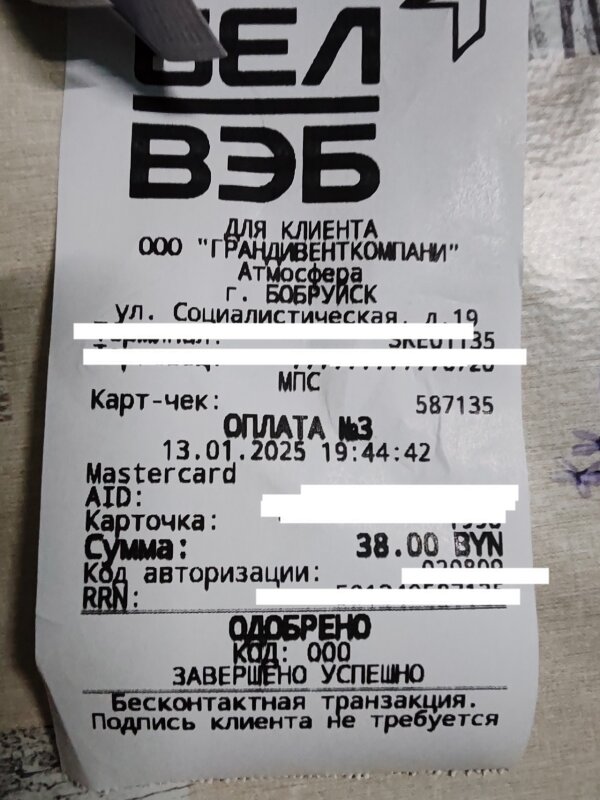 БЕЛ
ВЭБ
ДЛЯ КЛИЕНТА
ООО "ГРАНДИВЕНТКОМПАНИ"
Атмосфера
г. БОБРУЙСК
ул. Социалистическая, д.19
МПС
Карт-чек: 587135
ОПЛАТА №3
13.01.2025 19:44:42
Mastercard
AID:
Карточка:
Сумма: 38.00 BYN
Код авторизации:
RRN:
ОДОБРЕНО
КОД: 000
ЗАВЕРШЕНО УСПЕШНО
Бесконтактная транзакция.
Подпись клиента не требуется